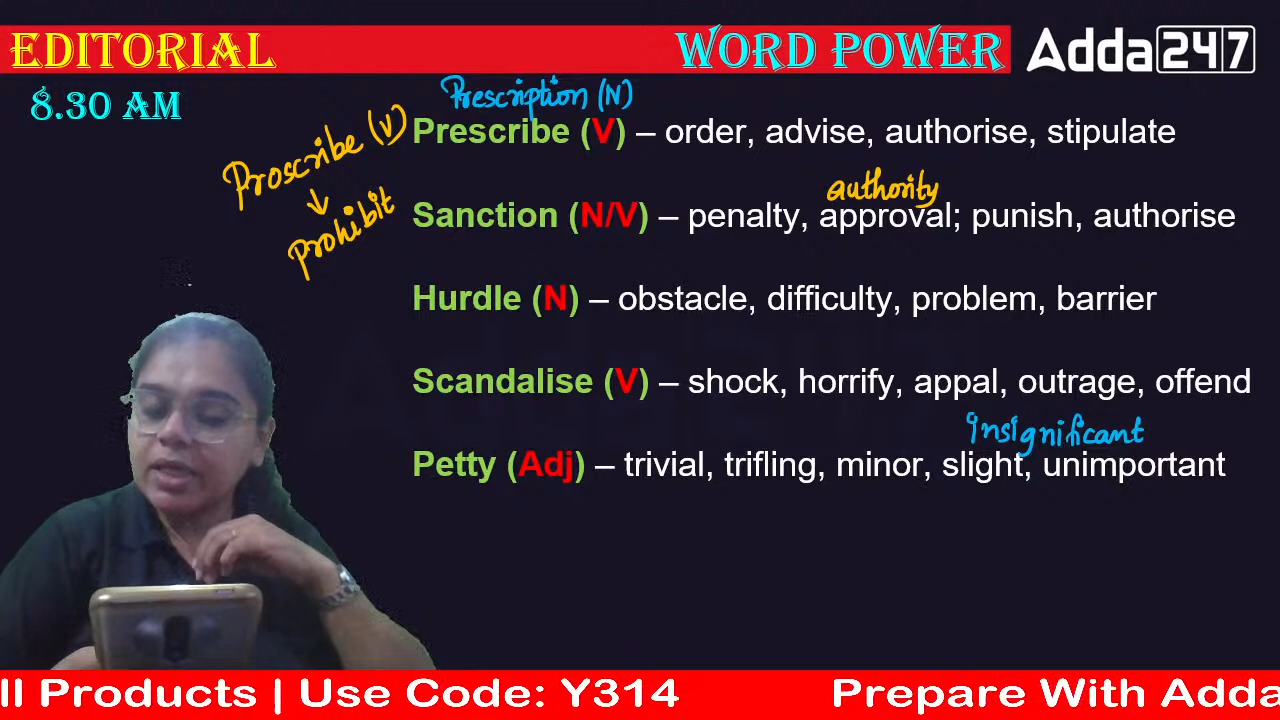 EDITORIAL
WORD POWER
Adda247
8.30 AM
Prescription (N)
Proscribe (V)
↓
Prohibit
Prescribe (V) – order, advise, authorise, stipulate
authority
Sanction (N/V) – penalty, approval; punish, authorise
Hurdle (N) – obstacle, difficulty, problem, barrier
Scandalise (V) – shock, horrify, appal, outrage, offend
insignificant
Petty (Adj) – trivial, trifling, minor, slight, unimportant
ll Products | Use Code: Y314
Prepare With Adda